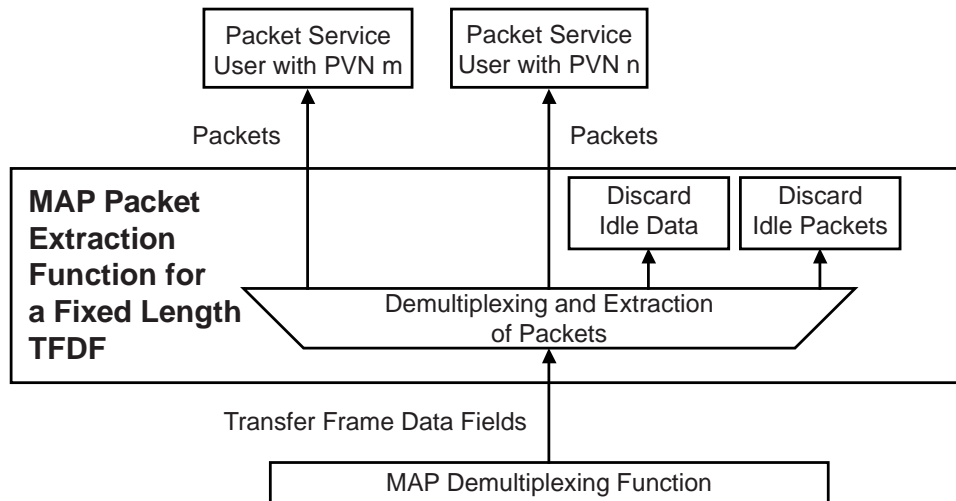 Packet Service
User with PVN m
Packet Service
User with PVN n
Packets
Packets
MAP Packet
Extraction
Function for
a Fixed Length
TFDF
Discard
Idle Data
Discard
Idle Packets
Demultiplexing and Extraction
of Packets
Transfer Frame Data Fields
MAP Demultiplexing Function